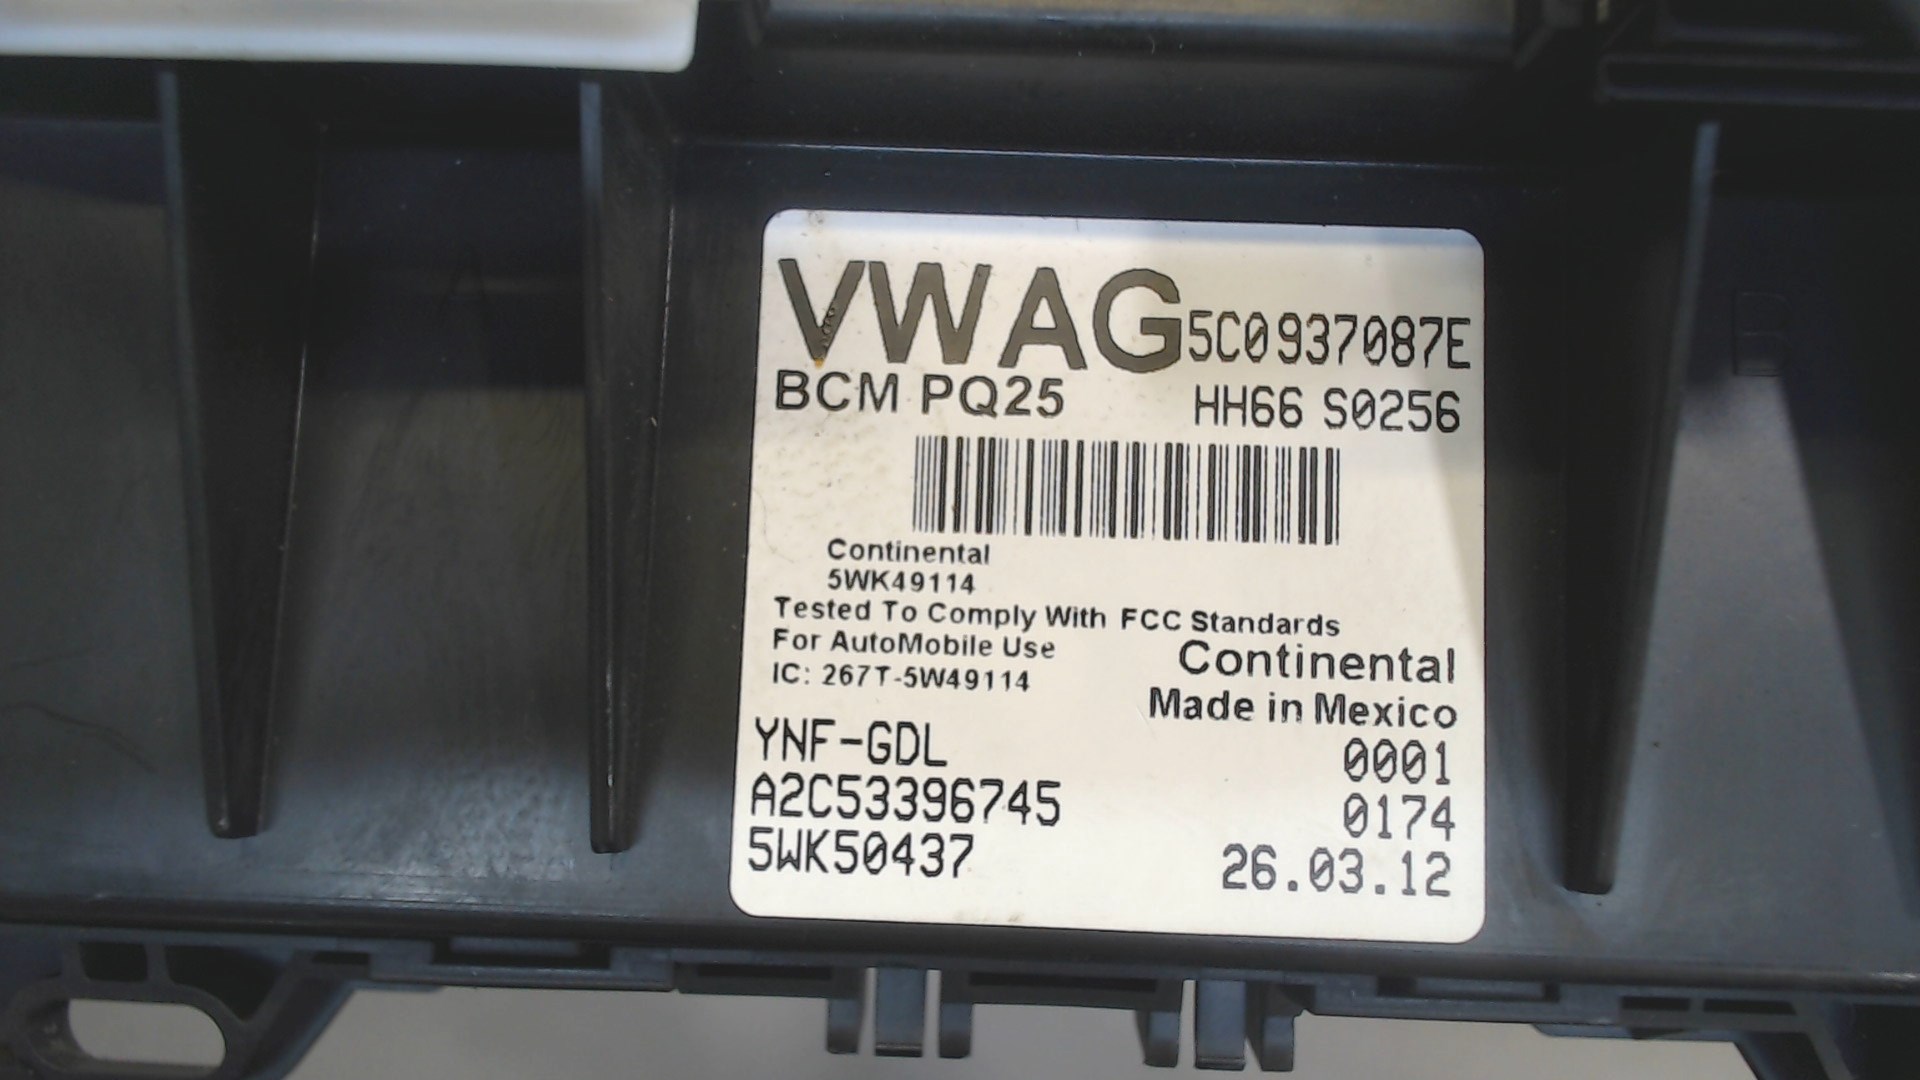 VWAG 5C0937087E
BCM PQ25 HH66 S0256
Continental
5WK49114
Tested To Comply With FCC Standards
For AutoMobile Use
IC: 267T-5W49114
Continental
Made in Mexico
YNF-GDL 0001
A2C53396745 0174
5WK50437 26.03.12